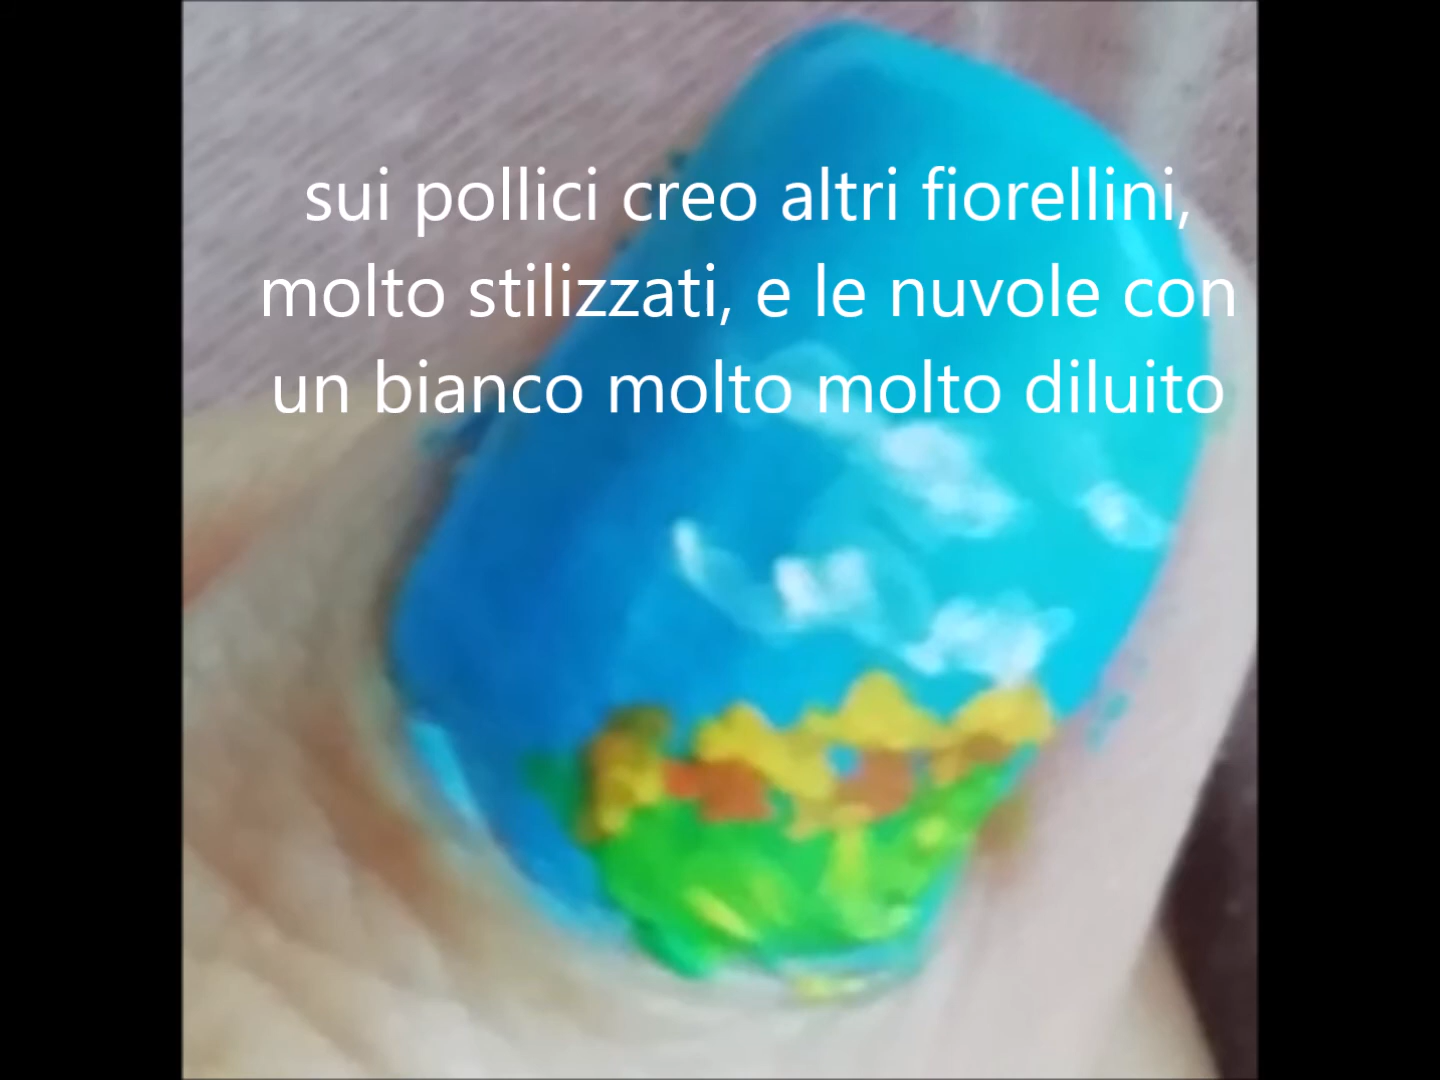 sui pollici creo altri fiorellini,
molto stilizzati, e le nuvole con
un bianco molto molto diluito